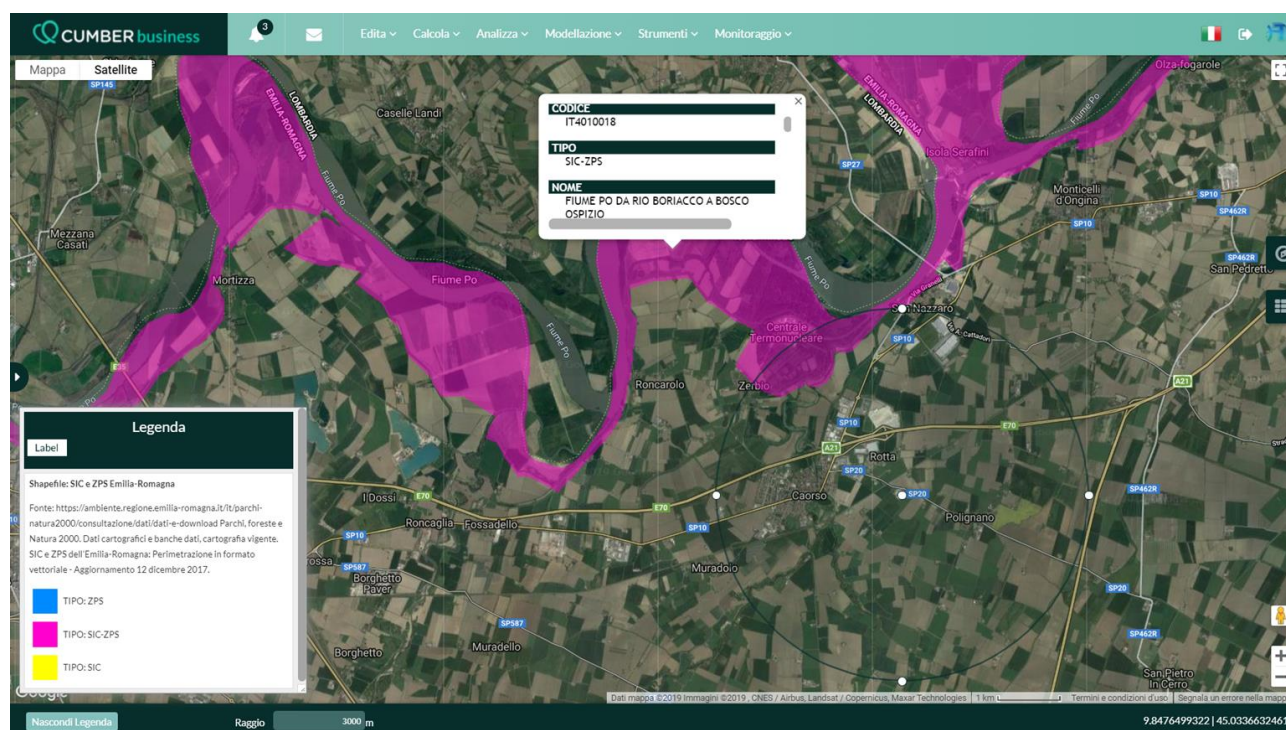 CUMBER business
3
Edita
Calcola
Analizza
Modellazione
Strumenti
Monitoraggio
Mappa
Satellite
SP145
EMILIA-ROMAGNA
LOMBARDIA
Caselle Landi
Fiume Po
CODICE
IT4010018
TIPO
SIC-ZPS
NOME
FIUME PO DA RIO BORIACCO A BOSCO
OSPIZIO
EMILIA-ROMAGNA
LOMBARDIA
SP27
Olza-fogarole
Fiume Po
Isola Serafini
Monticelli
d'Ongina
SP10
SP462R
SP10
SP462R
San Pedretto
Mezzana
Casati
Mortizza
Fiume Po
Fiume Po
Fiume Po
Via Granelli
San Nazzaro
Centrale
Termonucleare
SP10
Via A. Cattadori
E35
Roncarolo
Zerbio
A21
SP10
E70
A21
Rotta
SP20
Caorso
SP20
I Dossi
E70
E70
SP10
Polignano
SP462R
Roncaglia
Fossadello
SP10
SP587
Borghetto
Paver
Muradolo
SP20
SP587
Muradello
Borghetto
SP462R
San Pietro
In Cerro
Legenda
Label
Shapefile: SIC e ZPS Emilia-Romagna
Fonte: https://ambiente.regione.emilia-romagna.it/it/parchi-
natura2000/consultazione/dati/dati-e-download Parchi, foreste e
Natura 2000. Dati cartografici e banche dati, cartografia vigente.
SIC e ZPS dell'Emilia-Romagna: Perimetrazione in formato
vettoriale - Aggiornamento 12 dicembre 2017.
TIPO: ZPS
TIPO: SIC-ZPS
TIPO: SIC
Google
Dati mappa ©2019 Immagini ©2019 , CNES / Airbus, Landsat / Copernicus, Maxar Technologies
1 km
Termini e condizioni d'uso
Segnala un errore nella mappa
Nascondi Legenda
Raggio
3000 m
9.8476499322 | 45.0336632461